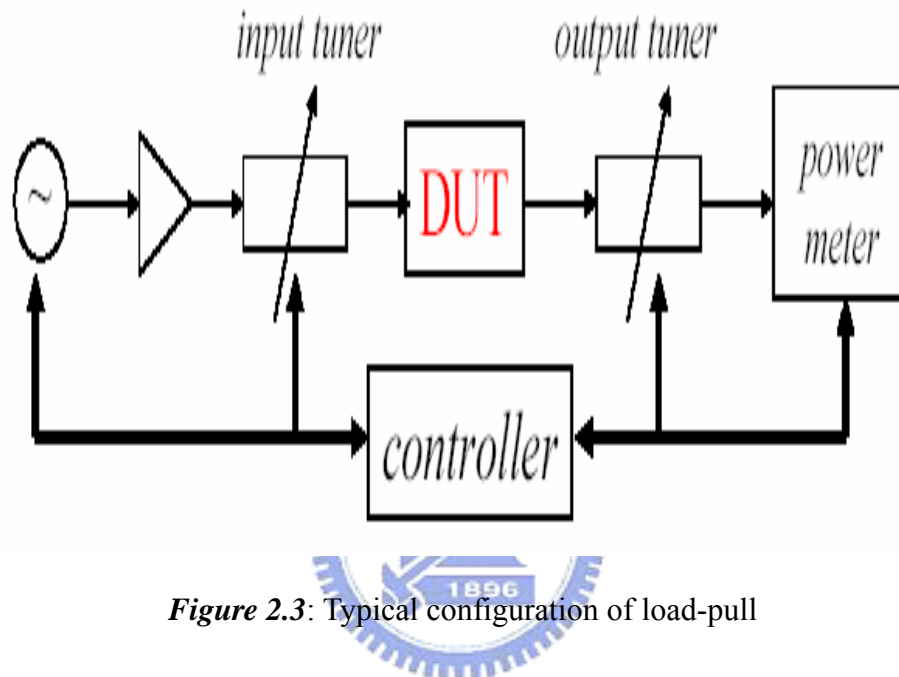 input tuner
output tuner
~
DUT
power
meter
controller
1896
Figure 2.3: Typical configuration of load-pull